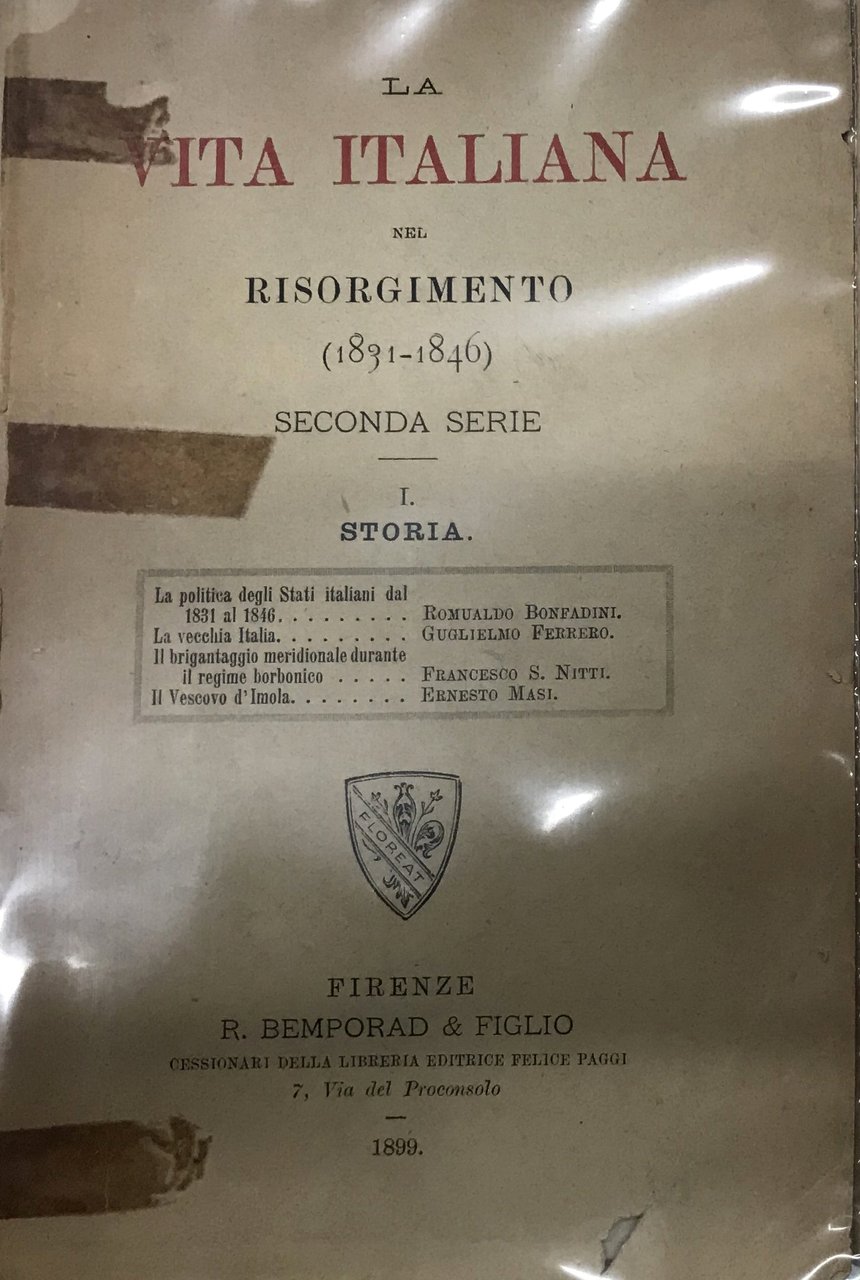 LA
VITA ITALIANA
NEL
RISORGIMENTO
(1831-1846)
SECONDA SERIE
I.
STORIA.
La politica degli Stati italiani dal
1831 al 1846. . . . . . . . . ROMUALDO BONFADINI.
La vecchia Italia. . . . . . . . . GUGLIELMO FERRERO.
Il brigantaggio meridionale durante
il regime borbonico . . . . . FRANCESCO S. NITTI.
Il Vescovo d'Imola. . . . . . . . ERNESTO MASI.
FLOREAT
FIRENZE
R. BEMPORAD & FIGLIO
CESSIONARI DELLA LIBRERIA EDITRICE FELICE PAGGI
7, Via del Proconsolo
1899.